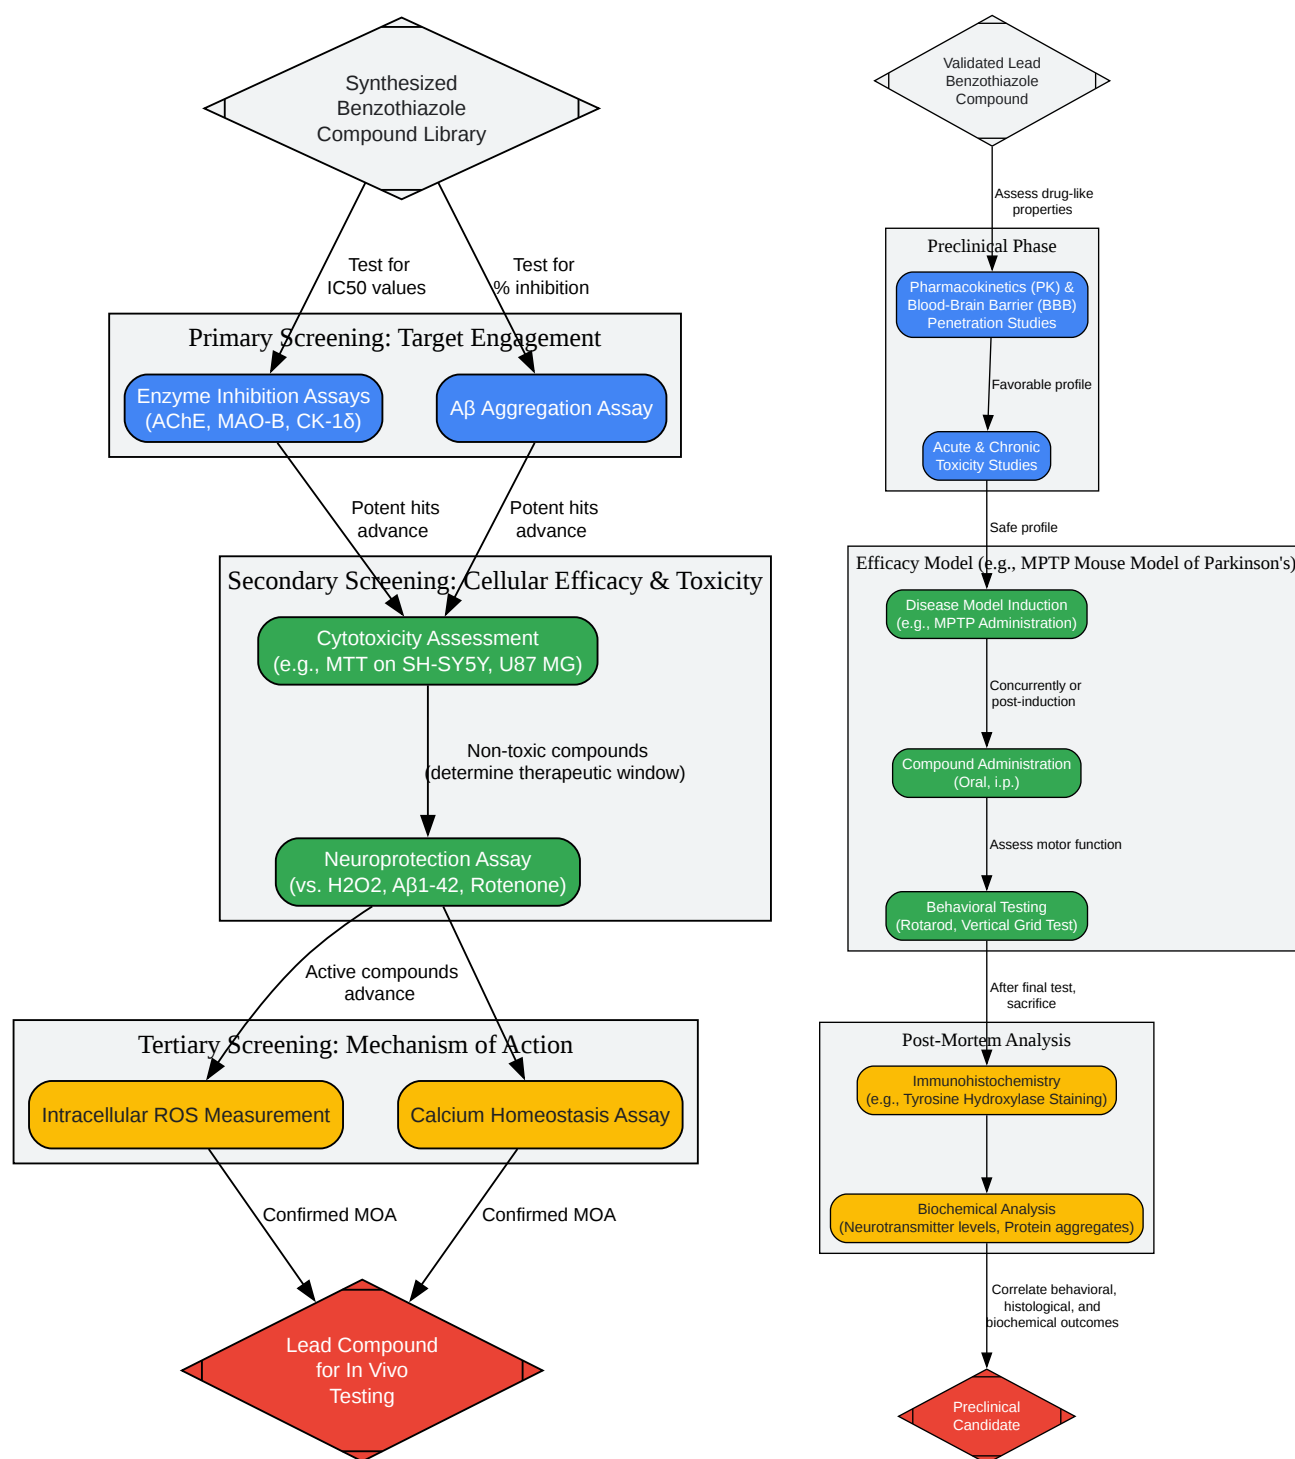 Synthesized
Benzothiazole
Compound Library
Test for
IC50 values
Test for
% inhibition
Primary Screening: Target Engagement
Enzyme Inhibition Assays
(AChE, MAO-B, CK-1δ)
Aβ Aggregation Assay
Potent hits
advance
Potent hits
advance
Secondary Screening: Cellular Efficacy & Toxicity
Cytotoxicity Assessment
(e.g., MTT on SH-SY5Y, U87 MG)
Non-toxic compounds
(determine therapeutic window)
Neuroprotection Assay
(vs. H2O2, Aβ1-42, Rotenone)
Active compounds
advance
Tertiary Screening: Mechanism of Action
Intracellular ROS Measurement
Calcium Homeostasis Assay
Confirmed MOA
Confirmed MOA
Lead Compound
for In Vivo
Testing
Validated Lead
Benzothiazole
Compound
Assess drug-like
properties
Preclinical Phase
Pharmacokinetics (PK) &
Blood-Brain Barrier (BBB)
Penetration Studies
Favorable profile
Acute & Chronic
Toxicity Studies
Safe profile
Efficacy Model (e.g., MPTP Mouse Model of Parkinson's)
Disease Model Induction
(e.g., MPTP Administration)
Concurrently or
post-induction
Compound Administration
(Oral, i.p.)
Assess motor function
Behavioral Testing
(Rotarod, Vertical Grid Test)
After final test,
sacrifice
Post-Mortem Analysis
Immunohistochemistry
(e.g., Tyrosine Hydroxylase Staining)
Biochemical Analysis
(Neurotransmitter levels, Protein aggregates)
Correlate behavioral,
histological, and
biochemical outcomes
Preclinical
Candidate